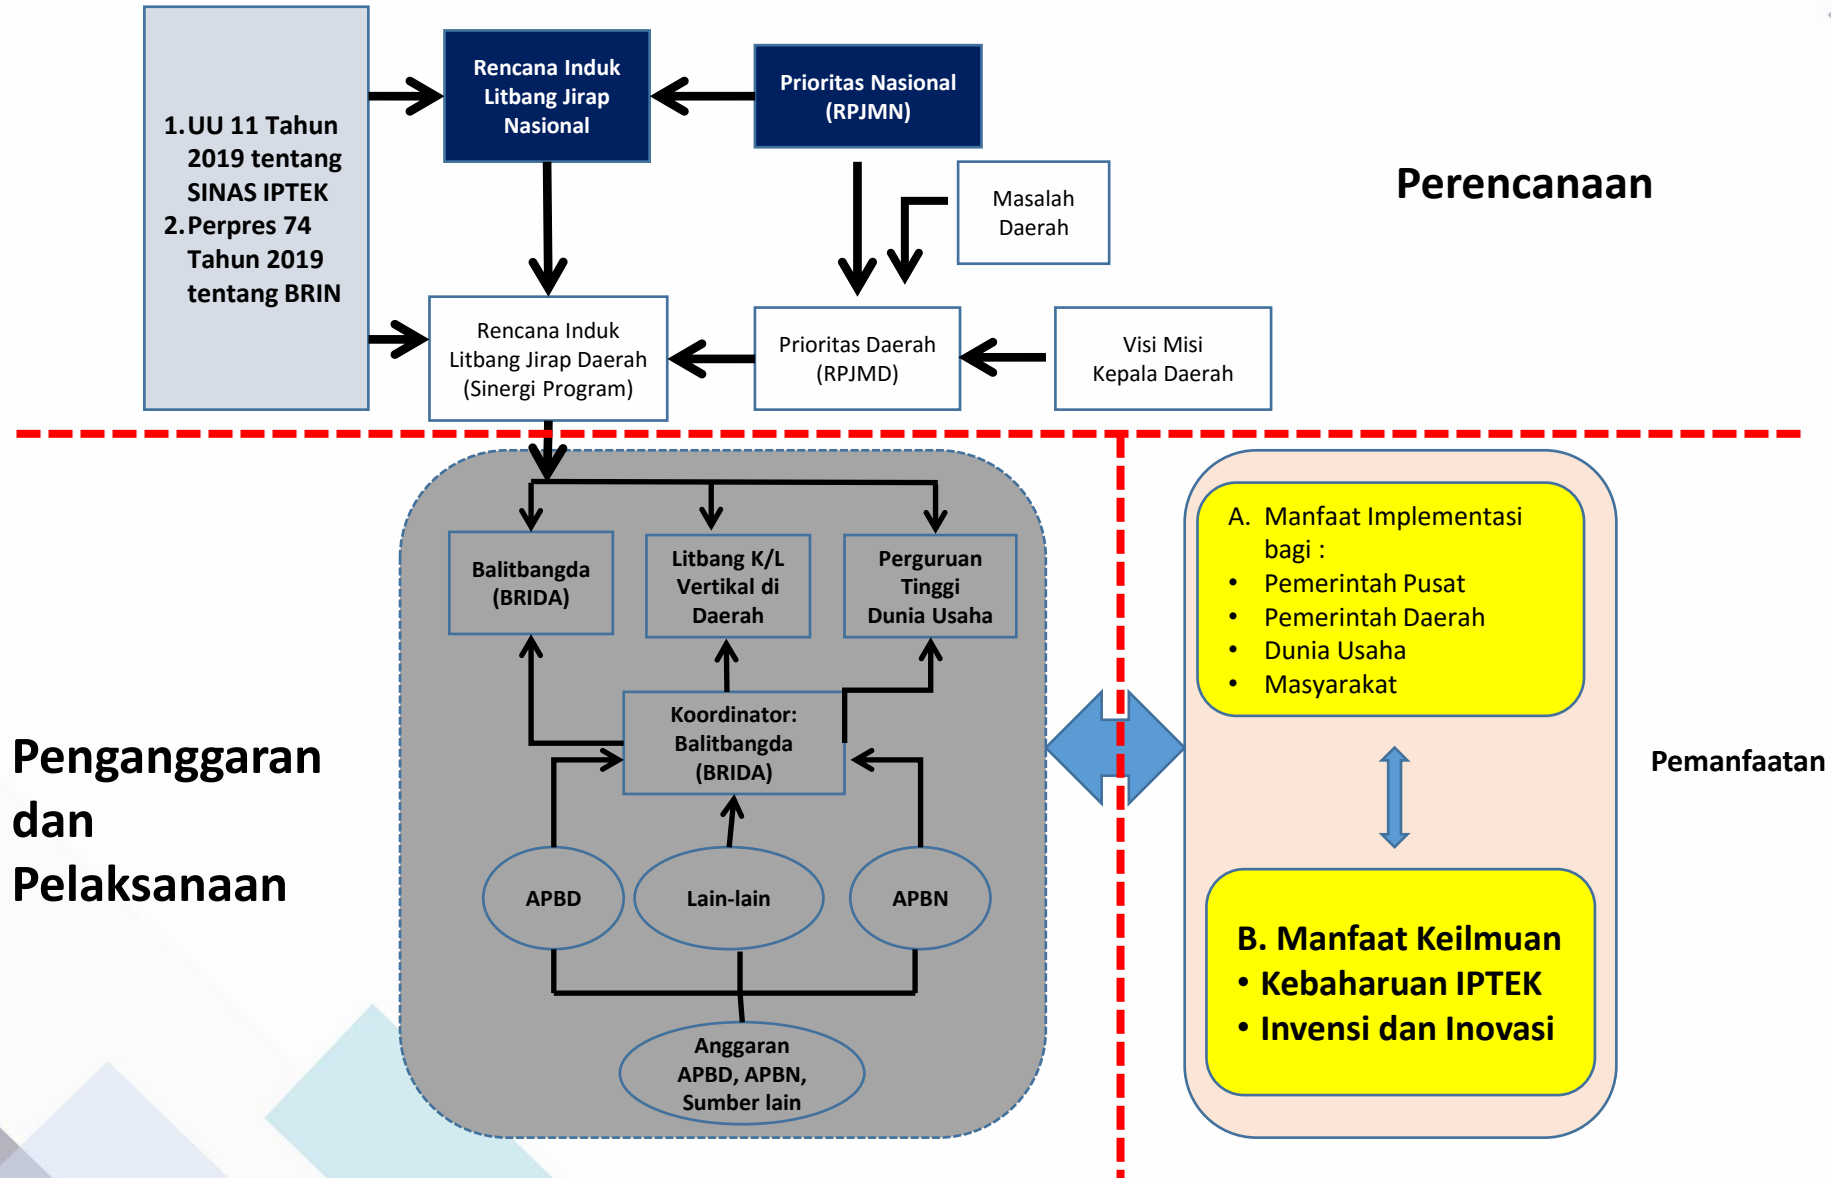 1. UU 11 Tahun
2019 tentang
SINAS IPTEK
2. Perpres 74
Tahun 2019
tentang BRIN
Rencana Induk
Litbang Jirap
Nasional
Prioritas Nasional
(RPJMN)
Masalah
Daerah
Perencanaan
Rencana Induk
Litbang Jirap Daerah
(Sinergi Program)
Prioritas Daerah
(RPJMD)
Visi Misi
Kepala Daerah
Penganggaran
dan
Pelaksanaan
Balitbangda
(BRIDA)
Litbang K/L
Vertikal di
Daerah
Perguruan
Tinggi
Dunia Usaha
Koordinator:
Balitbangda
(BRIDA)
APBD
Lain-lain
APBN
Anggaran
APBD, APBN,
Sumber lain
A. Manfaat Implementasi
bagi :
• Pemerintah Pusat
• Pemerintah Daerah
• Dunia Usaha
• Masyarakat
B. Manfaat Keilmuan
• Kebaharuan IPTEK
• Invensi dan Inovasi
Pemanfaatan